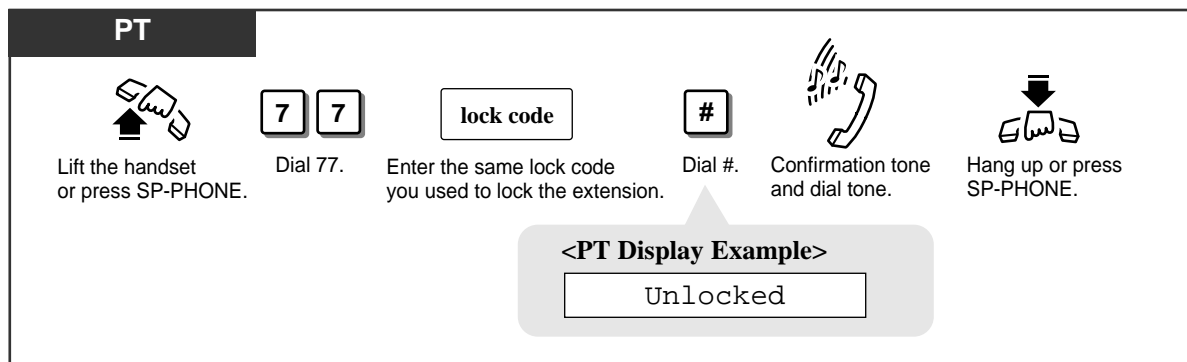 PT
7 7
lock code
#
Lift the handset
or press SP-PHONE.
Dial 77.
Enter the same lock code
you used to lock the extension.
Dial #.
Confirmation tone
and dial tone.
Hang up or press
SP-PHONE.
<PT Display Example>
Unlocked